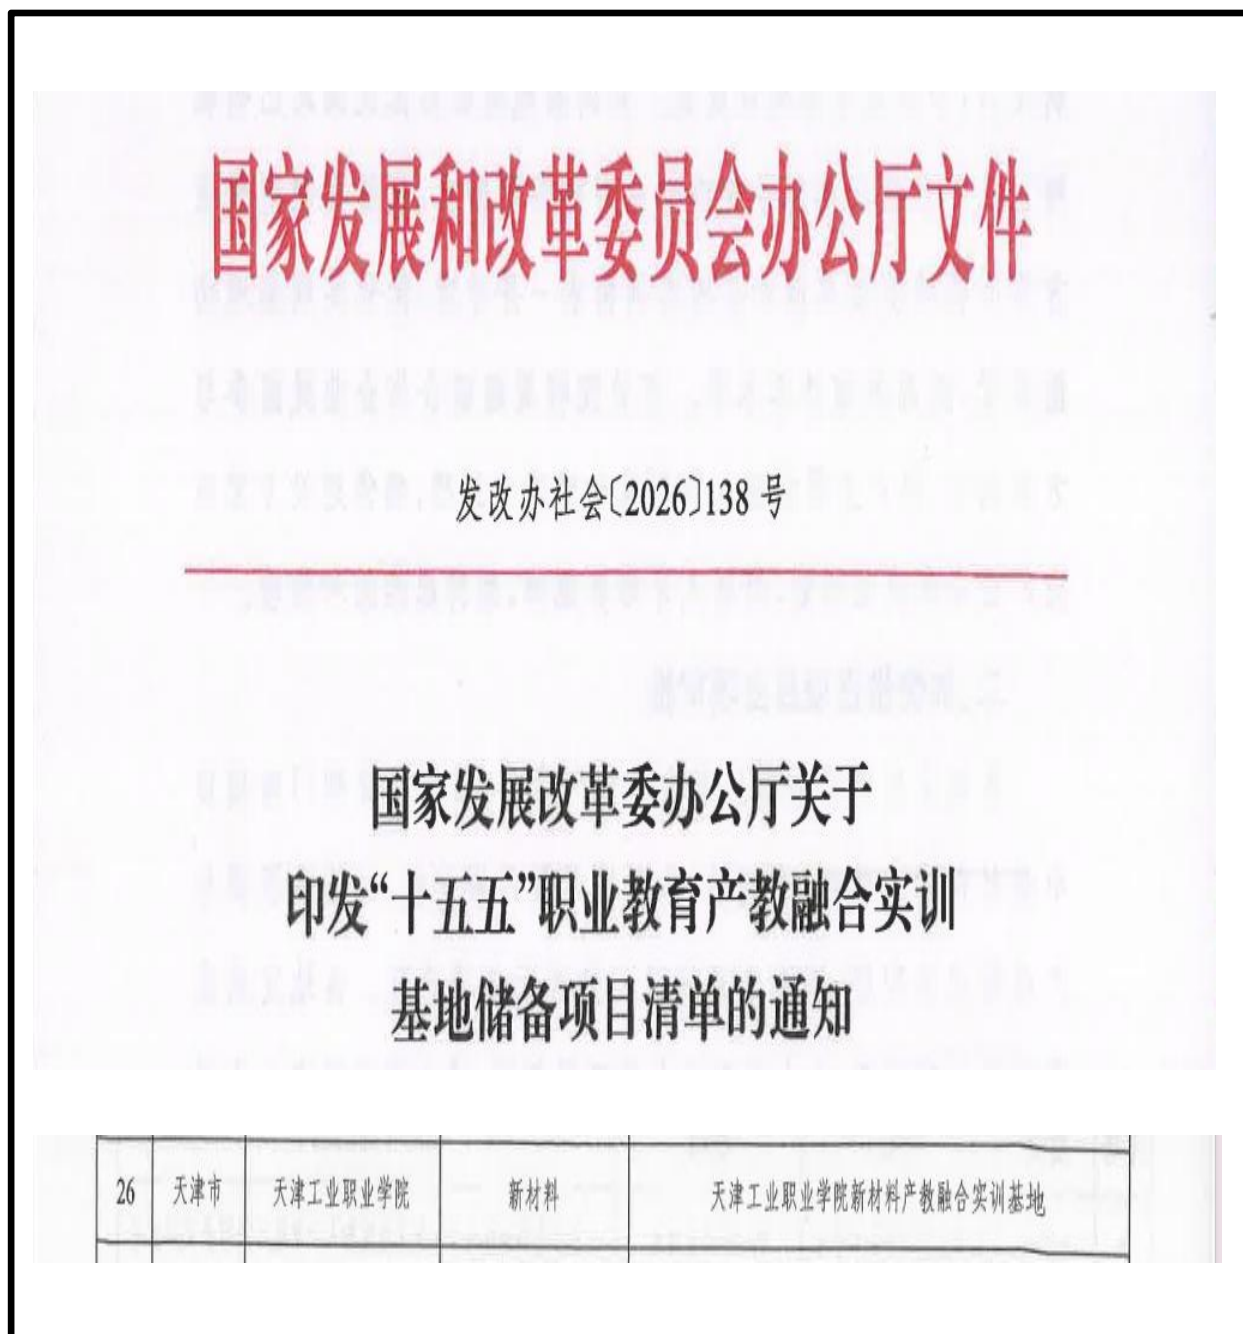 国家发展和改革委员会办公厅文件
发改办社会〔2026〕138 号
国家发展改革委办公厅关于
印发“十五五”职业教育产教融合实训
基地储备项目清单的通知
26 天津市 天津工业职业学院 新材料 天津工业职业学院新材料产教融合实训基地